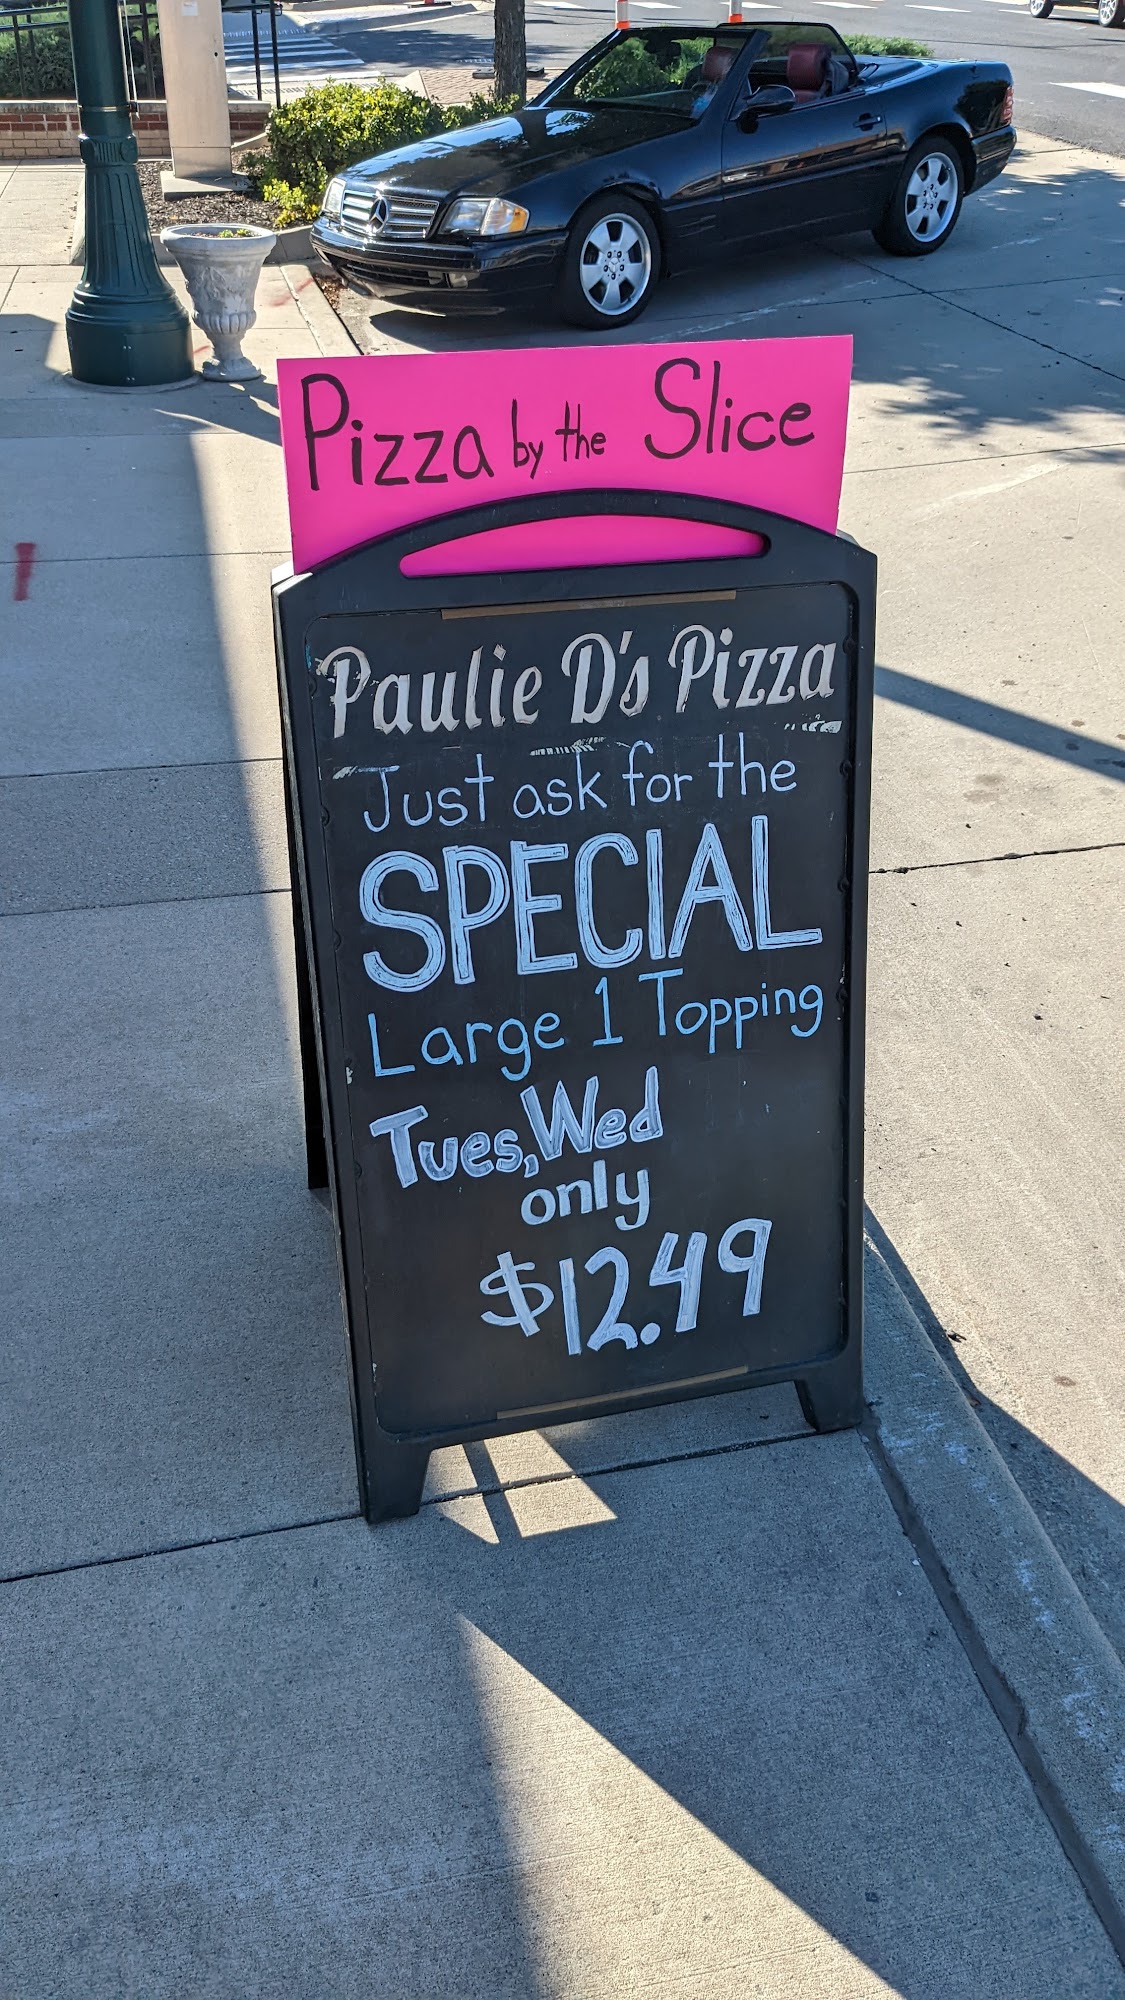 Pizza by the Slice
Paulie D's Pizza
Just ask for the
SPECIAL
Large 1 Topping
Tues, Wed
only
$12.49